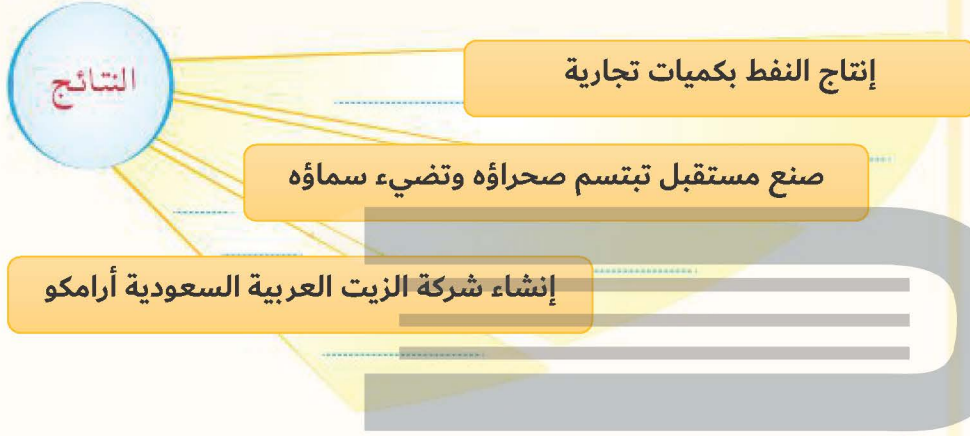 النتائج
إنتاج النفط بكميات تجارية
صنع مستقبل تبتسم صحراؤه وتضيء سماؤه
إنشاء شركة الزيت العربية السعودية أرامكو